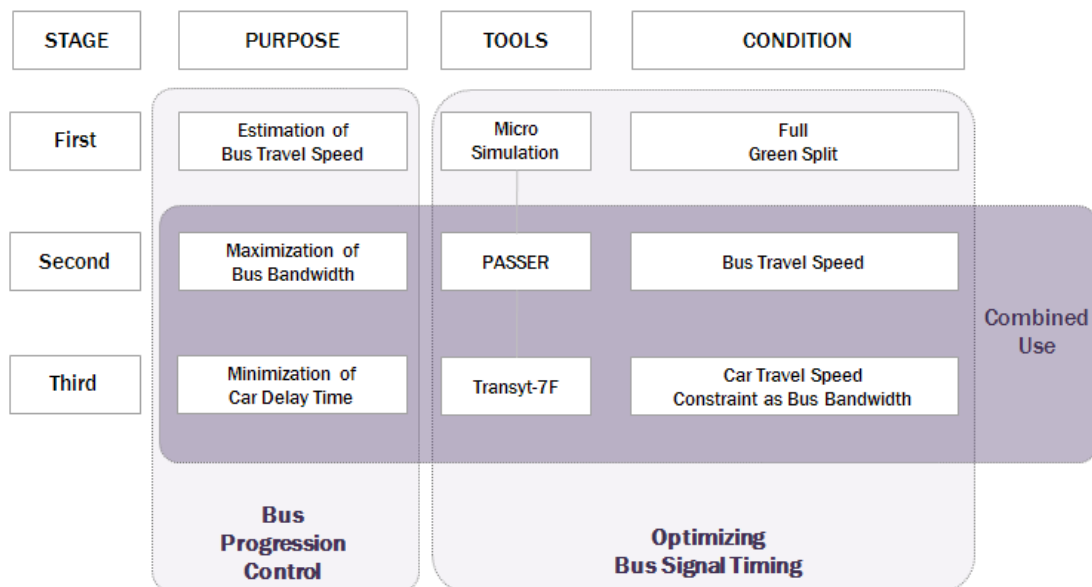 STAGE
PURPOSE
TOOLS
CONDITION
First
Estimation of
Bus Travel Speed
Micro
Simulation
Full
Green Split
Second
Maximization of
Bus Bandwidth
PASSER
Bus Travel Speed
Combined
Use
Third
Minimization of
Car Delay Time
Transyt-7F
Car Travel Speed
Constraint as Bus Bandwidth
Bus
Progression
Control
Optimizing
Bus Signal Timing